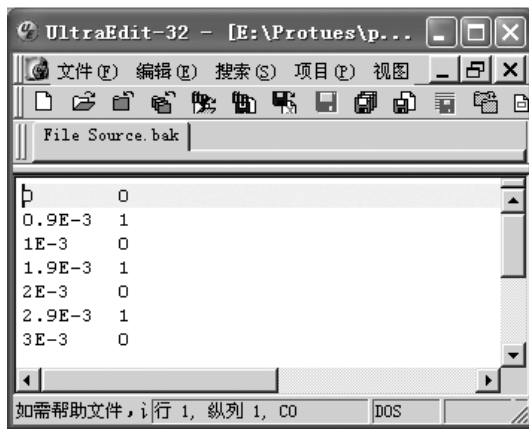 UltraEdit-32 - [E:\Protues\p...
文件(F) 编辑(E) 搜索(S) 项目(P) 视图
File Source.bak
0 0
0.9E-3 1
1E-3 0
1.9E-3 1
2E-3 0
2.9E-3 1
3E-3 0
如需帮助文件，
行 1, 纵列 1, C0
DOS